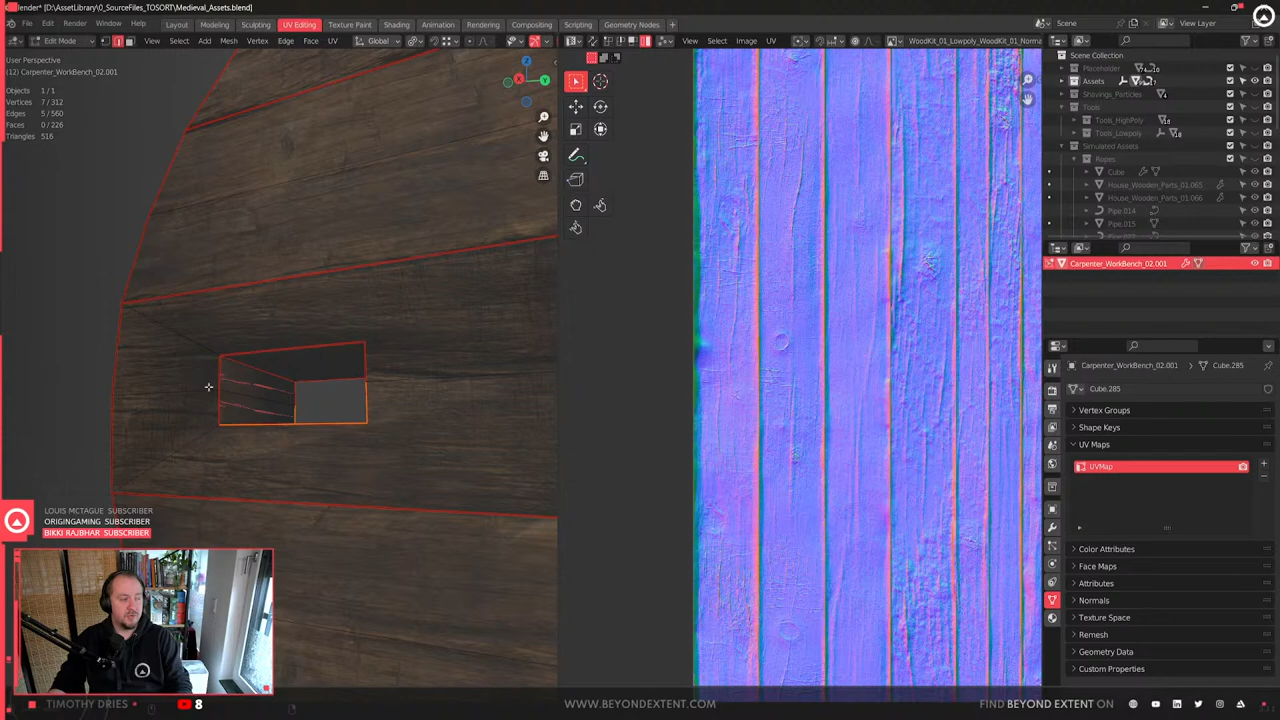 lender* [D:\AssetLibrary\0_SourceFiles_TOSORT\Medieval_Assets.blend]
File Edit Render Window Help Layout Modeling Sculpting UV Editing Texture Paint Shading Animation Rendering Compositing Scripting Geometry Nodes + Scene View Layer
Edit Mode View Select Add Mesh Vertex Edge Face UV Global View Select Image UV WoodKit_01_Lowpoly_WoodKit_01_Norma
User Perspective
(12) Carpenter_WorkBench_02.001
Objects 1/1
Vertices 7/312
Edges 5/560
Faces 0/226
Triangles 516
Z
X
Y
Scene Collection
Placeholder
Assets
Shavings_Particles
Tools
Tools_HighPoly
Tools_Lowpoly
Simulated Assets
Ropes
Cube
House_Wooden_Parts_01.065
House_Wooden_Parts_01.066
Pipe.014
Pipe.015
Carpenter_WorkBench_02.001
Carpenter_WorkBench_02.001 > Cube.285
Cube.285
Vertex Groups
Shape Keys
UV Maps
UVMap
Color Attributes
Face Maps
Attributes
Normals
Texture Space
Remesh
Geometry Data
Custom Properties
LOUIS MCTAGUE SUBSCRIBER
ORIGINGAMING SUBSCRIBER
BIKKI RAJBHAR SUBSCRIBER
TIMOTHY DRIES 8 WWW.BEYONDEXTENT.COM FIND BEYOND EXTENT ON